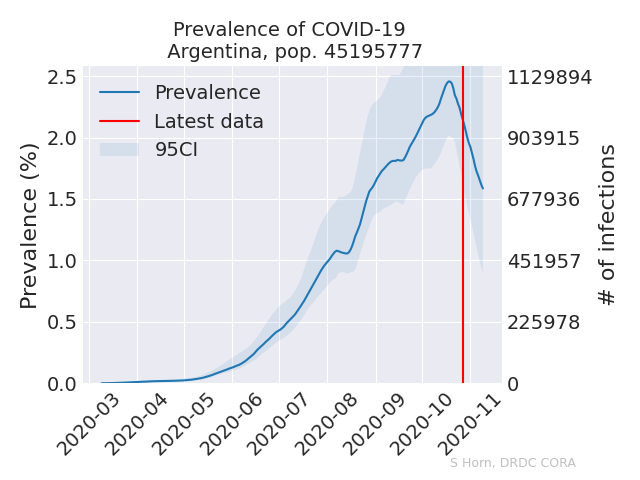 Prevalence of COVID-19
Argentina, pop. 45195777
Prevalence
Latest data
95CI
Prevalence (%)
2.5
2.0
1.5
1.0
0.5
0.0
1129894
903915
677936
451957
225978
0
# of infections
2020-03
2020-04
2020-05
2020-06
2020-07
2020-08
2020-09
2020-10
2020-11
S Horn, DRDC CORA